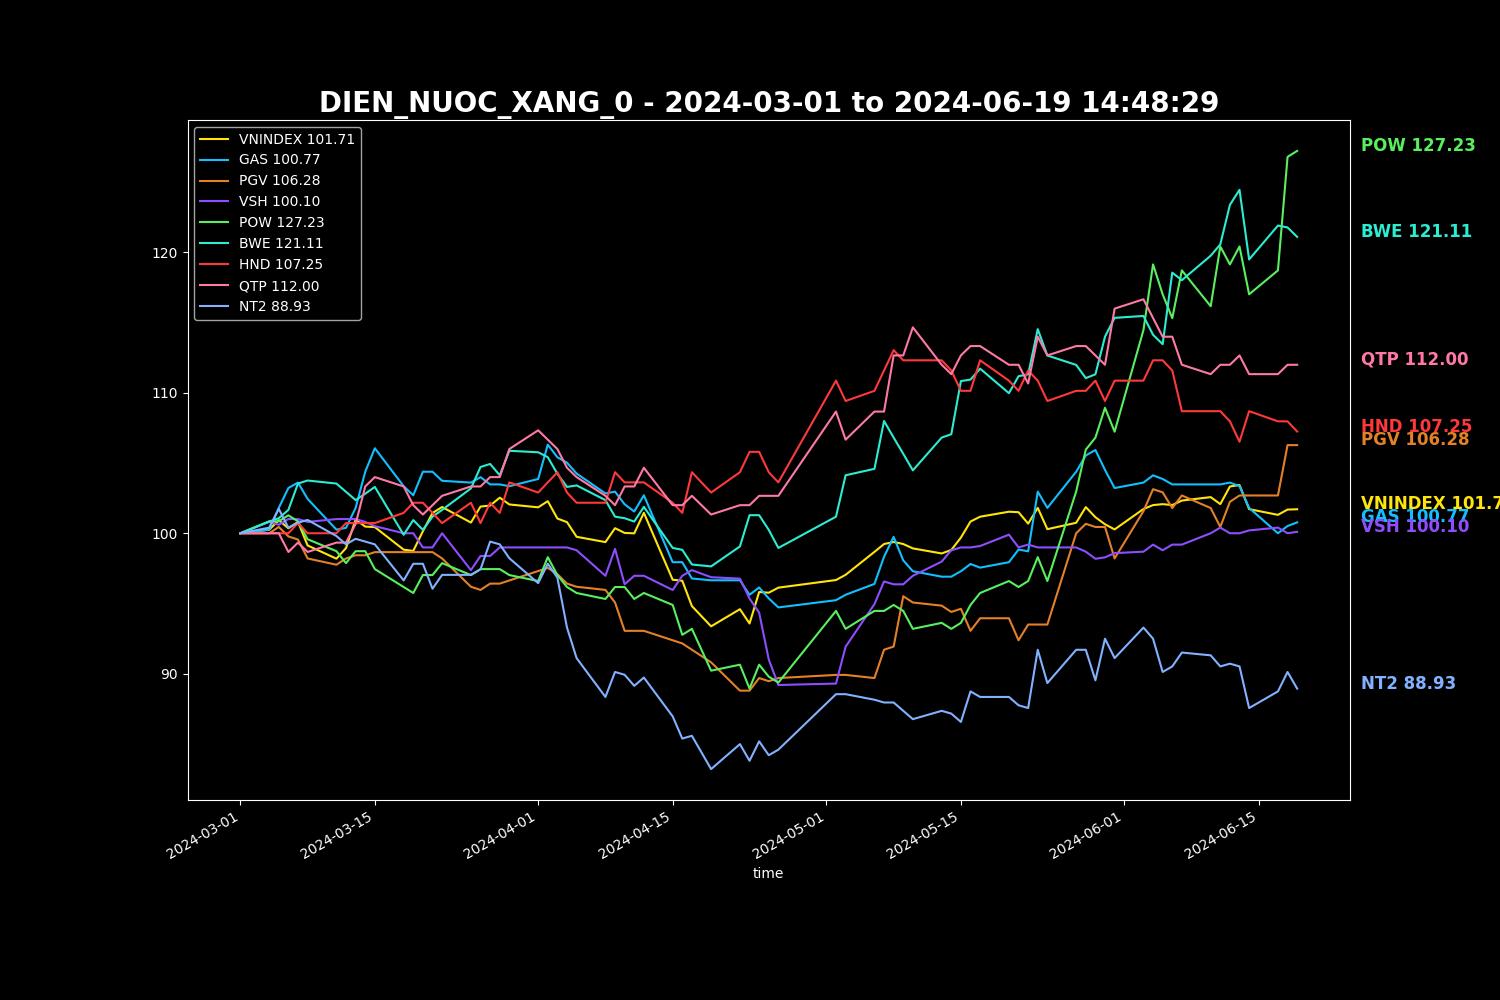 DIEN_NUOC_XANG_0 - 2024-03-01 to 2024-06-19 14:48:29
VNINDEX 101.71
GAS 100.77
PGV 106.28
VSH 100.10
POW 127.23
BWE 121.11
HND 107.25
QTP 112.00
NT2 88.93
POW 127.23
BWE 121.11
QTP 112.00
HND 107.25
PGV 106.28
VNINDEX 101.7
GAS 100.77
VSH 100.10
NT2 88.93
120
110
100
90
2024-03-01
2024-03-15
2024-04-01
2024-04-15
2024-05-01
2024-05-15
2024-06-01
2024-06-15
time